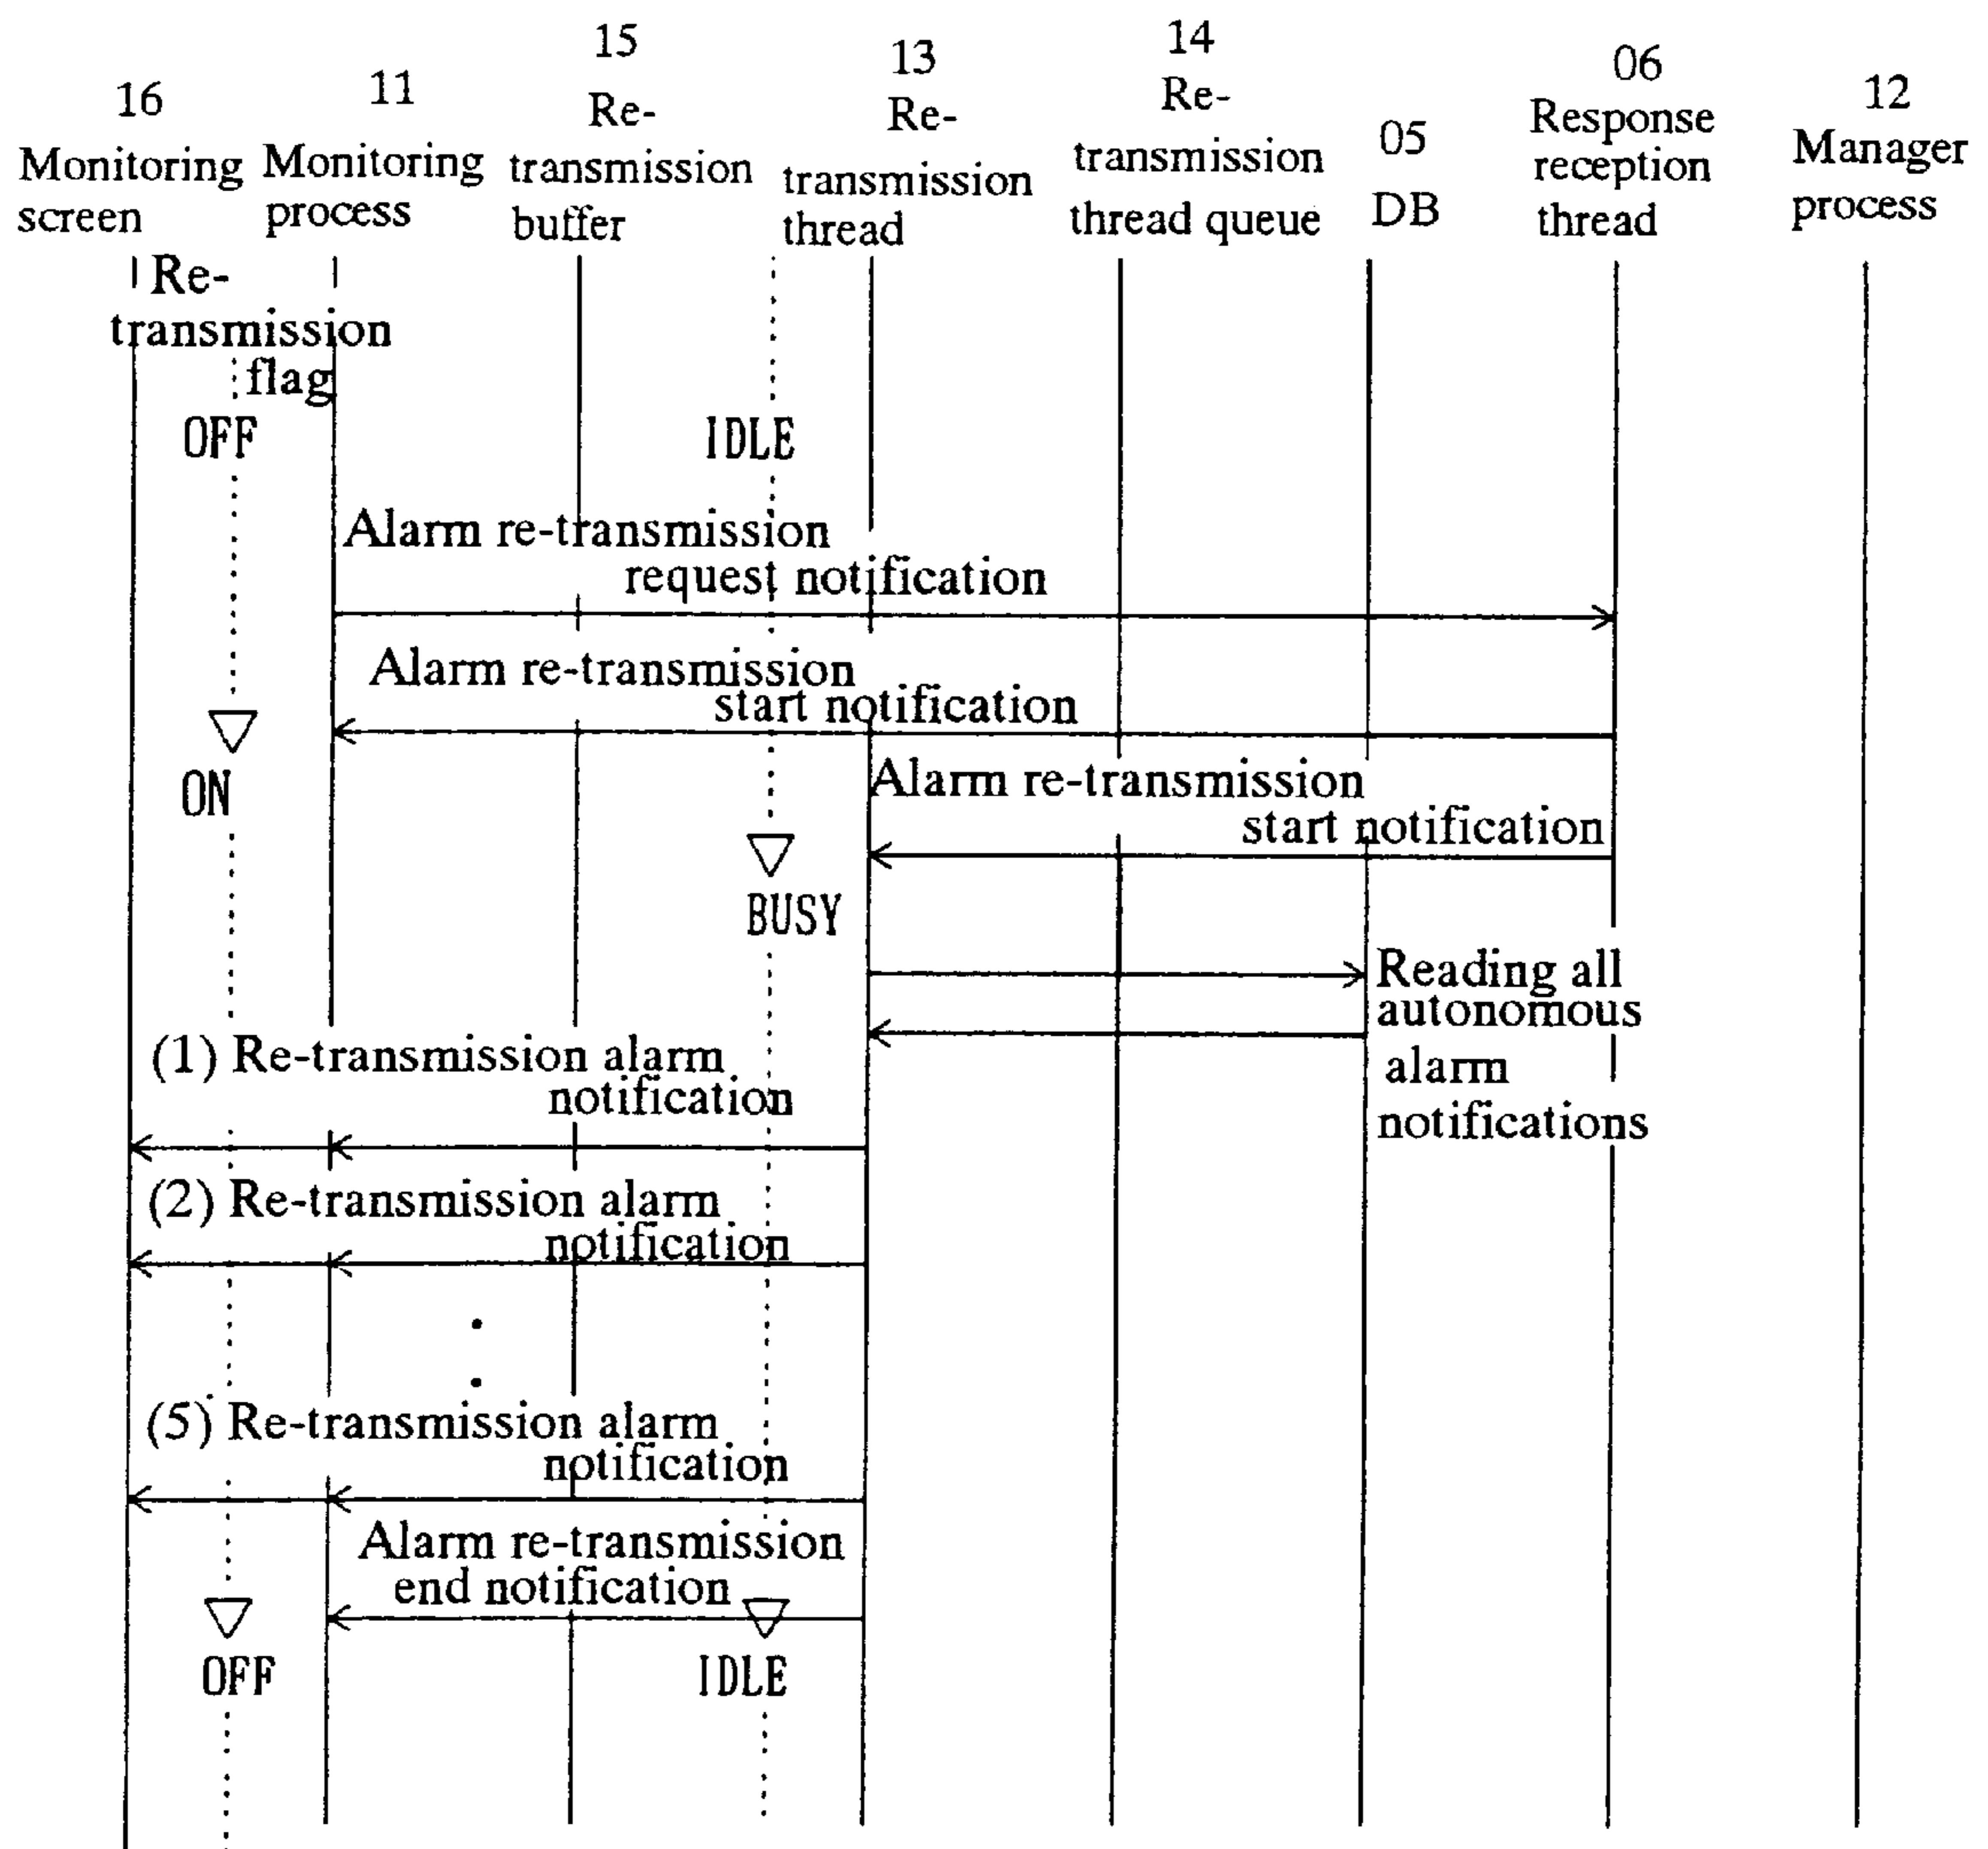 16
Monitoring
screen
11
Monitoring
process
15
Re-
transmission
buffer
13
Re-
transmission
thread
14
Re-
transmission
thread queue
05
DB
06
Response
reception
thread
12
Manager
process
Re-
transmission
flag
OFF
IDLE
Alarm re-transmission
request notification
Alarm re-transmission
start notification
ON
Alarm re-transmission
start notification
BUSY
Reading all
autonomous
alarm
notifications
(1) Re-transmission alarm
notification
(2) Re-transmission alarm
notification
(5) Re-transmission alarm
notification
Alarm re-transmission
end notification
OFF
IDLE